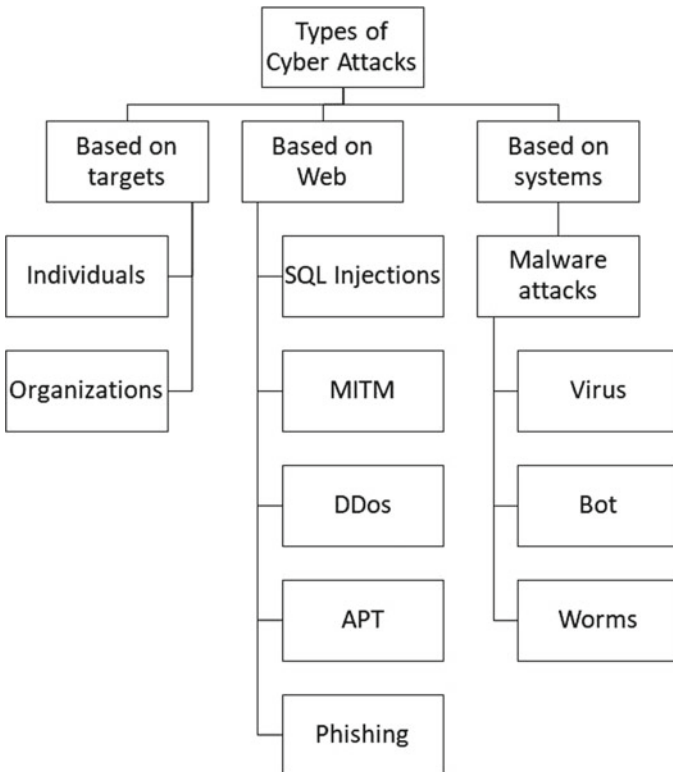 Types of
Cyber Attacks
Based on
targets
Based on
Web
Based on
systems
Individuals
SQL Injections
Malware
attacks
Organizations
MITM
Virus
DDos
Bot
APT
Worms
Phishing